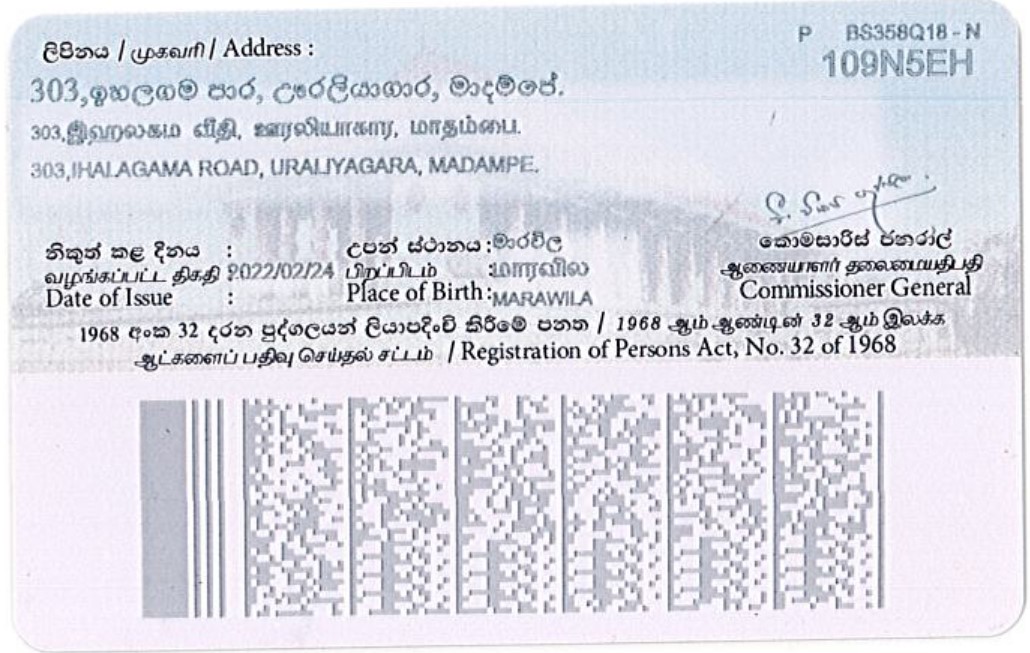 ලිපිනය / முகவரி / Address :
P BS358Q18 - N
109N5EH
303,ඉහලගම පාර, ඌරලියාගාර, මාදම්පේ.
303,இஹலகம வீதி, ஊரலியாகார, மாதம்பை.
303,IHALAGAMA ROAD, URALIYAGARA, MADAMPE.
නිකුත් කළ දිනය : උපන් ස්ථානය : මාරවිල කොමසාරිස් ජනරාල්
வழங்கப்பட்ட திகதி 2022/02/24 பிறப்பிடம் மாரவில ஆணையாளர் தலைமையதிபதி
Date of Issue : Place of Birth : MARAWILA Commissioner General
1968 අංක 32 දරන පුද්ගලයන් ලියාපදිංචි කිරීමේ පනත / 1968 ஆம் ஆண்டின் 32 ஆம் இலக்க
ஆட்களைப் பதிவு செய்தல் சட்டம் / Registration of Persons Act, No. 32 of 1968